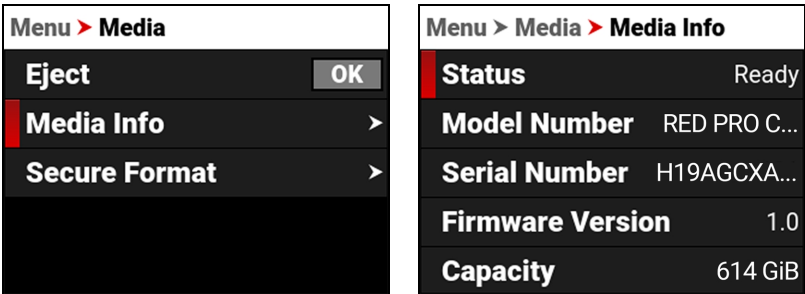 Menu ➤ Media
Eject OK
Media Info ➤
Secure Format ➤
Menu ➤ Media ➤ Media Info
Status Ready
Model Number RED PRO C...
Serial Number H19AGCXA...
Firmware Version 1.0
Capacity 614 GiB